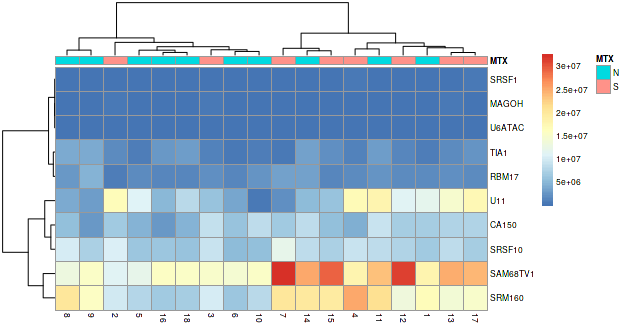 MTX
MTX
N
S
3e+07
2.5e+07
2e+07
1.5e+07
1e+07
5e+06
SRSF1
MAGOH
U6ATAC
TIA1
RBM17
U11
CA150
SRSF10
SAM68TV1
SRM160
8 9 2 5 16 18 3 6 10 7 14 15 4 11 12 1 13 17